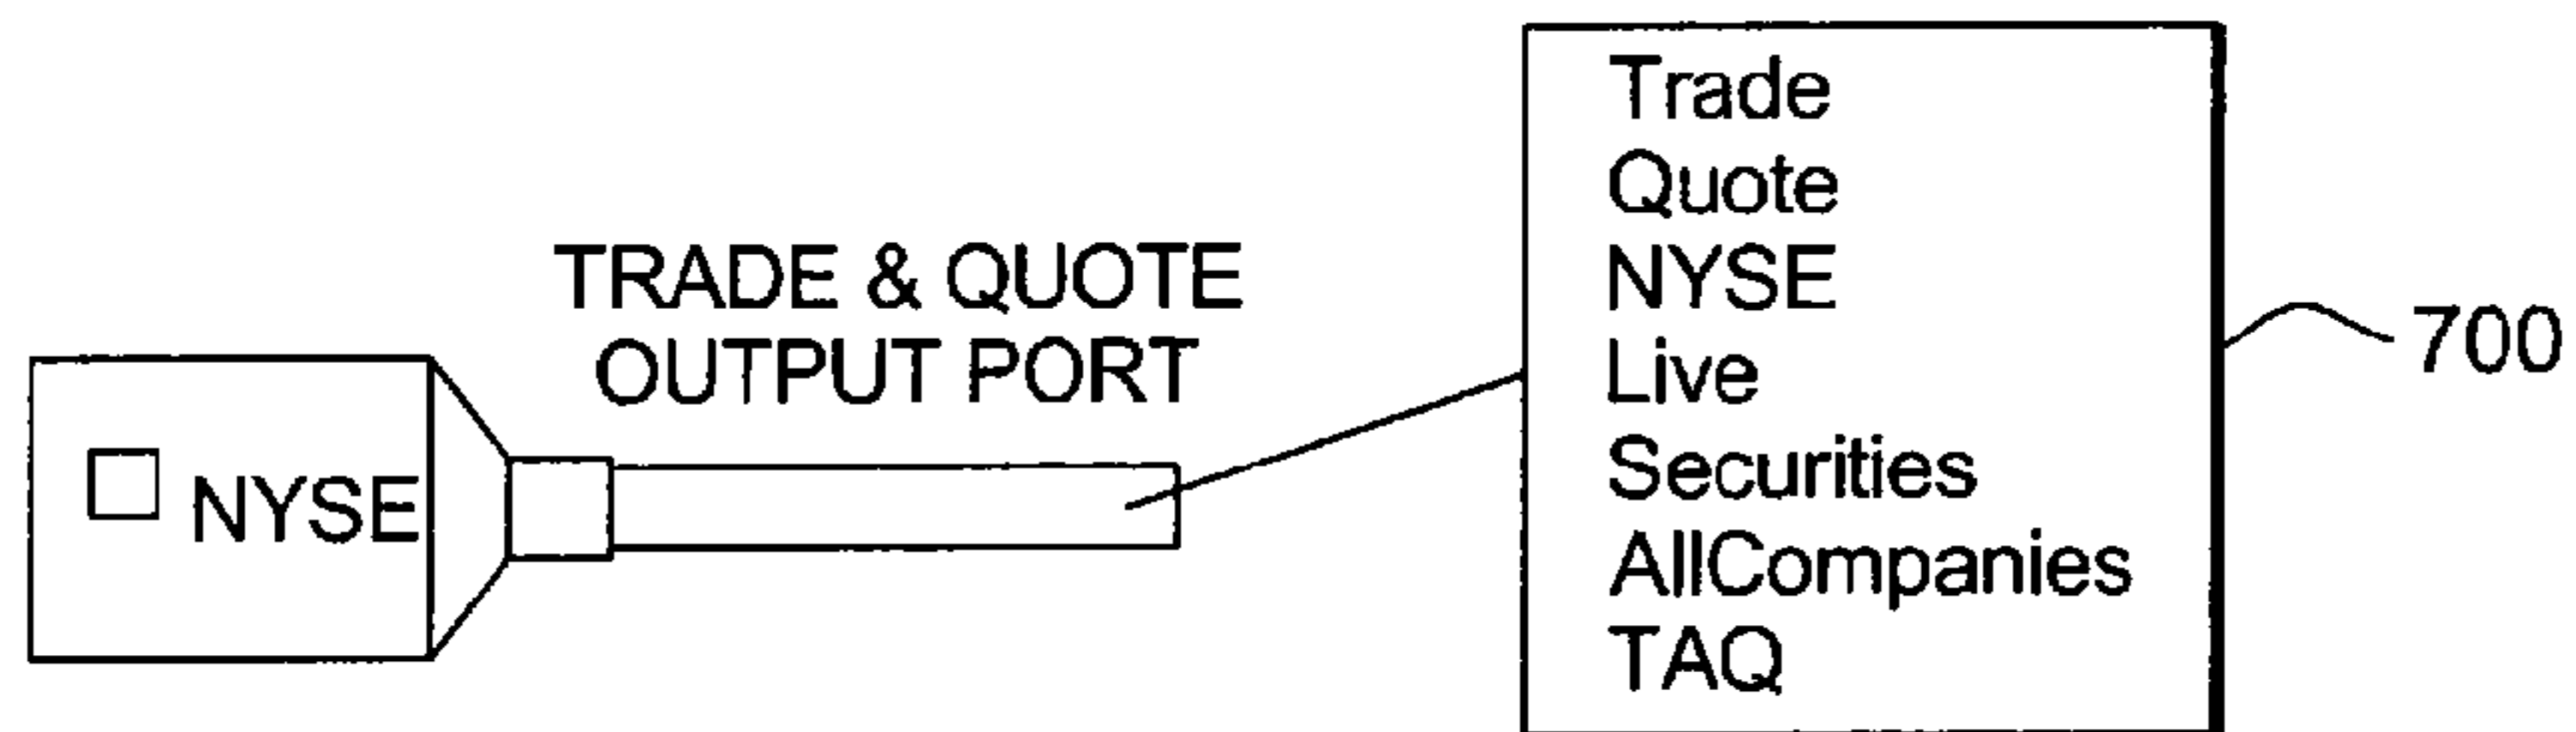 NYSE
TRADE & QUOTE
OUTPUT PORT
Trade
Quote
NYSE
Live
Securities
AllCompanies
TAQ
700